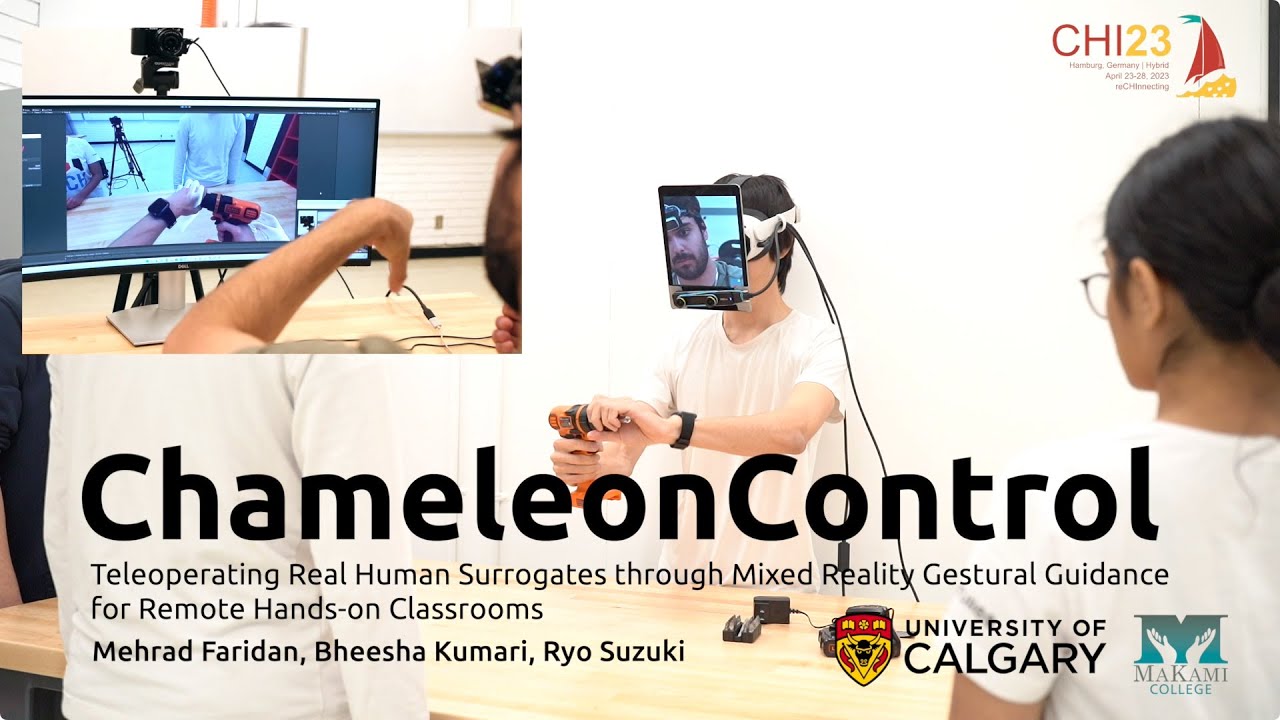 CHI23
Hamburg, Germany | Hybrid
April 23-28, 2023
reCHInnecting
DELL
ChameleonControl
Teleoperating Real Human Surrogates through Mixed Reality Gestural Guidance
for Remote Hands-on Classrooms
Mehrad Faridan, Bheesha Kumari, Ryo Suzuki
UNIVERSITY OF
CALGARY
MAKAMI
COLLEGE